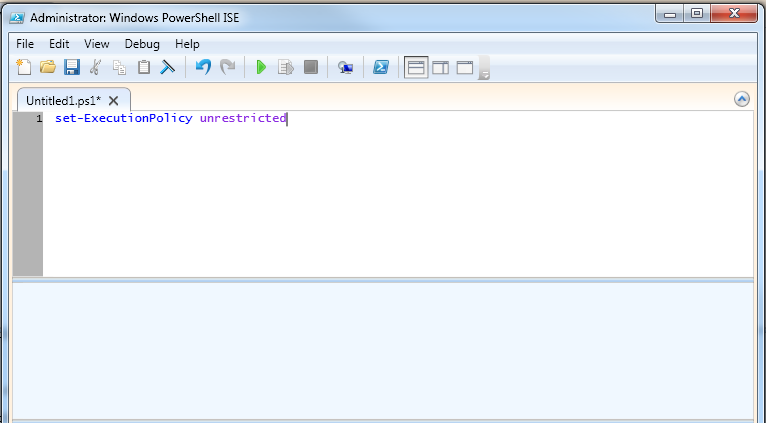 Administrator: Windows PowerShell ISE
File Edit View Debug Help
Untitled1.ps1*
1 set-ExecutionPolicy unrestricted